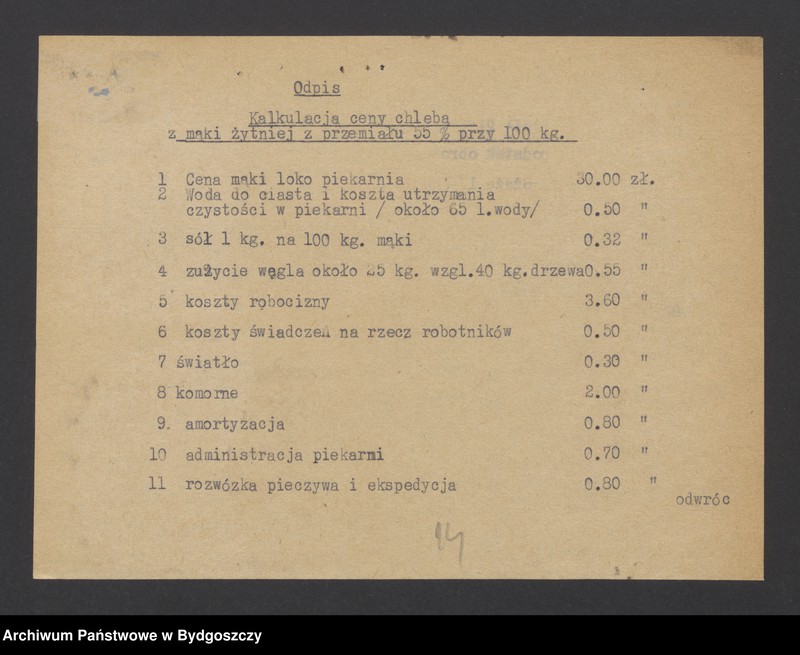 Odpis
Kalkulacja ceny chleba
z mąki żytniej z przemiału 55 % przy 100 kg.
1 Cena mąki loko piekarnia 30.00 zł.
2 Woda do ciasta i koszta utrzymania
czystości w piekarni / około 65 l.wody/ 0.50 "
3 sół 1 kg. na 100 kg. mąki 0.32 "
4 zużycie węgla około 25 kg. wzgl.40 kg.drzewa0.55 "
5 koszty robocizny 3.60 "
6 koszty świadczeń na rzecz robotników 0.50 "
7 światło 0.30 "
8 komorne 2.00 "
9. amortyzacja 0.80 "
10 administracja piekarni 0.70 "
11 rozwózka pieczywa i ekspedycja 0.80 "
odwróc
14
Archiwum Państwowe w Bydgoszczy